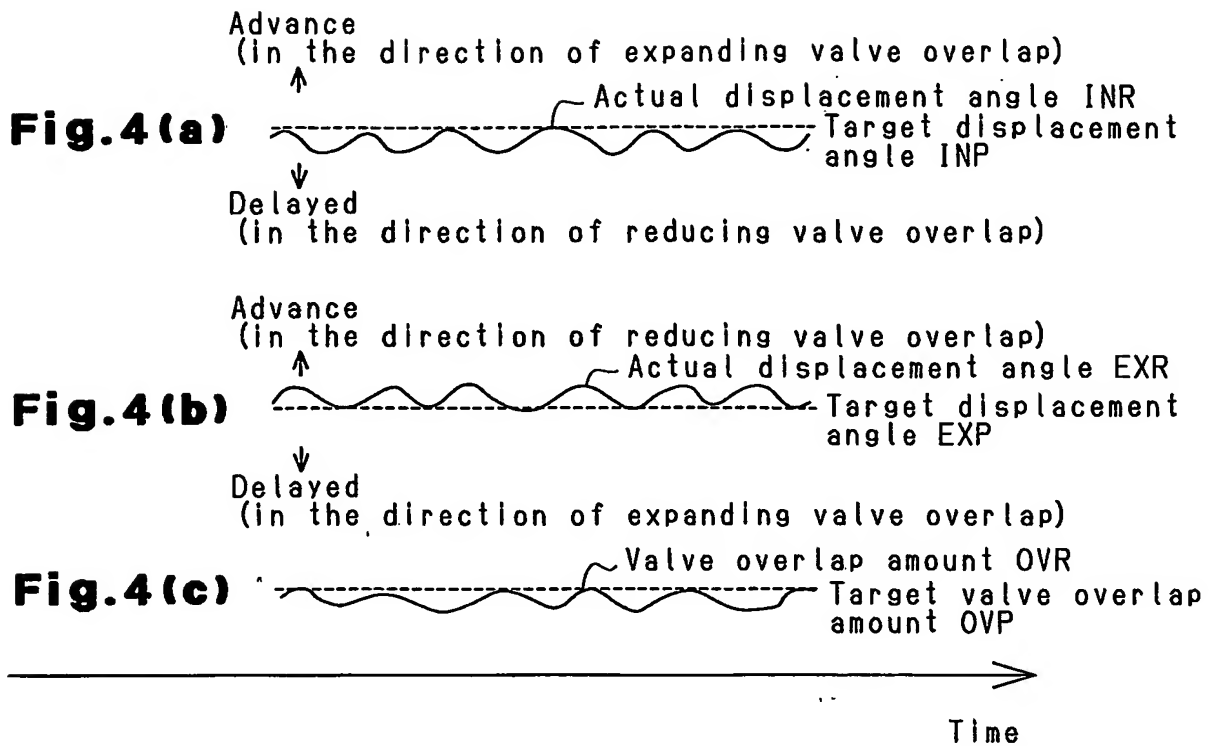 Advance
(in the direction of expanding valve overlap)
Actual displacement angle INR
Fig.4(a)
Target displacement
angle INP
Delayed
(in the direction of reducing valve overlap)
Advance
(in the direction of reducing valve overlap)
Actual displacement angle EXR
Fig.4(b)
Target displacement
angle EXP
Delayed
(in the direction of expanding valve overlap)
Valve overlap amount OVR
Fig.4(c)
Target valve overlap
amount OVP
Time